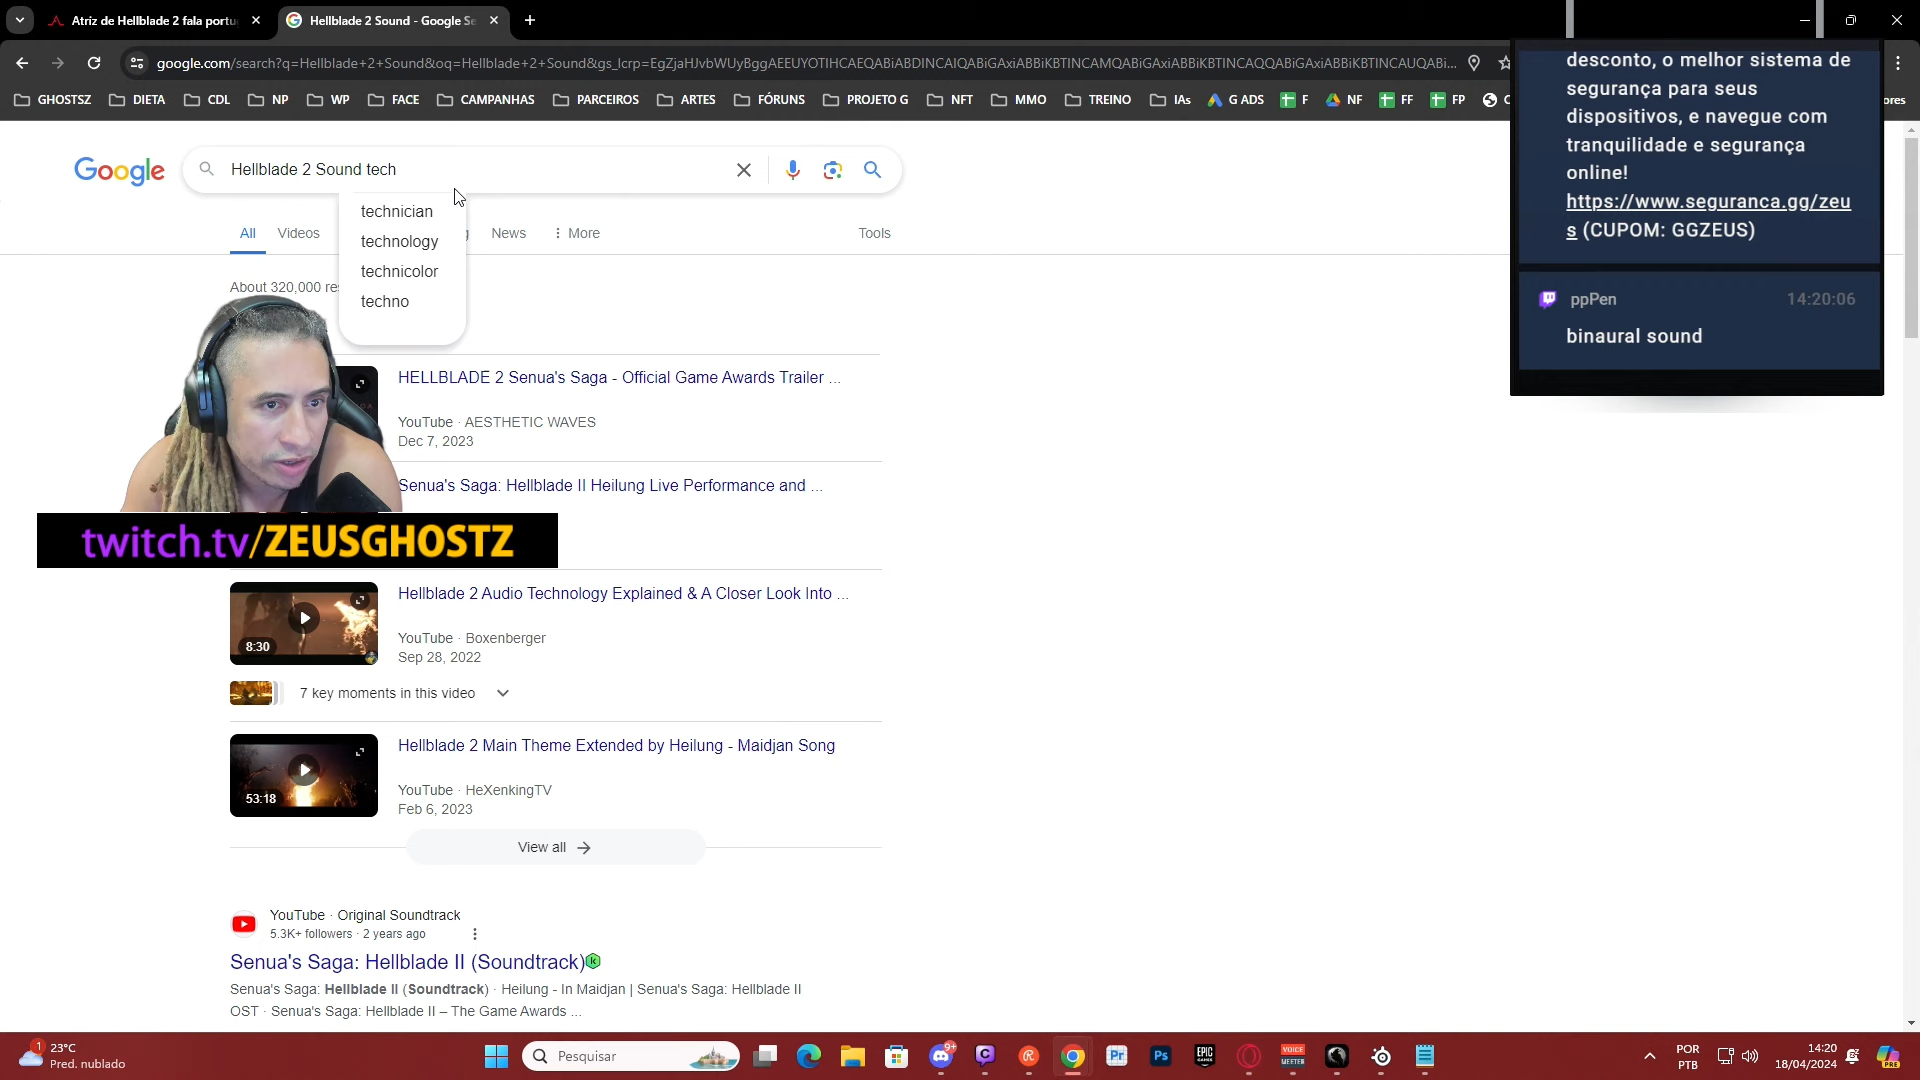 Atriz de Hellblade 2 fala portu
Hellblade 2 Sound - Google Se
google.com/search?q=Hellblade+2+Sound&oq=Hellblade+2+Sound&gs_lcrp=EgZjaHJvbWUyBggAEEUYOTIHCAEQABiABDINCAIQABiGAxiABBiKBTINCAMQABiGAxiABBiKBTINCAQQABiGAxiABBiKBTINCAUQABi...
GHOSTSZ DIETA CDL NP WP FACE CAMPANHAS PARCEIROS ARTES FÓRUNS PROJETO G NFT MMO TREINO IAs G ADS F NF FF FP
Google
Hellblade 2 Sound tech
technician
technology
technicolor
techno
All Videos News More Tools
About 320,000 res
HELLBLADE 2 Senua's Saga - Official Game Awards Trailer ...
YouTube · AESTHETIC WAVES
Dec 7, 2023
Senua's Saga: Hellblade II Heilung Live Performance and ...
twitch.tv/ZEUSGHOSTZ
Hellblade 2 Audio Technology Explained & A Closer Look Into ...
YouTube · Boxenberger
Sep 28, 2022
8:30
7 key moments in this video
Hellblade 2 Main Theme Extended by Heilung - Maidjan Song
YouTube · HeXenkingTV
Feb 6, 2023
53:18
View all
YouTube · Original Soundtrack
5.3K+ followers · 2 years ago
Senua's Saga: Hellblade II (Soundtrack)
Senua's Saga: Hellblade II (Soundtrack) · Heilung - In Maidjan | Senua's Saga: Hellblade II
OST · Senua's Saga: Hellblade II – The Game Awards ...
desconto, o melhor sistema de
segurança para seus
dispositivos, e navegue com
tranquilidade e segurança
online!
https://www.seguranca.gg/zeu
s (CUPOM: GGZEUS)
ppPen 14:20:06
binaural sound
1
23°C
Pred. nublado
Pesquisar
9+
Pr
Ps
EPIC
GAMES
VOICE
MEETER
POR
PTB
14:20
18/04/2024
PRE